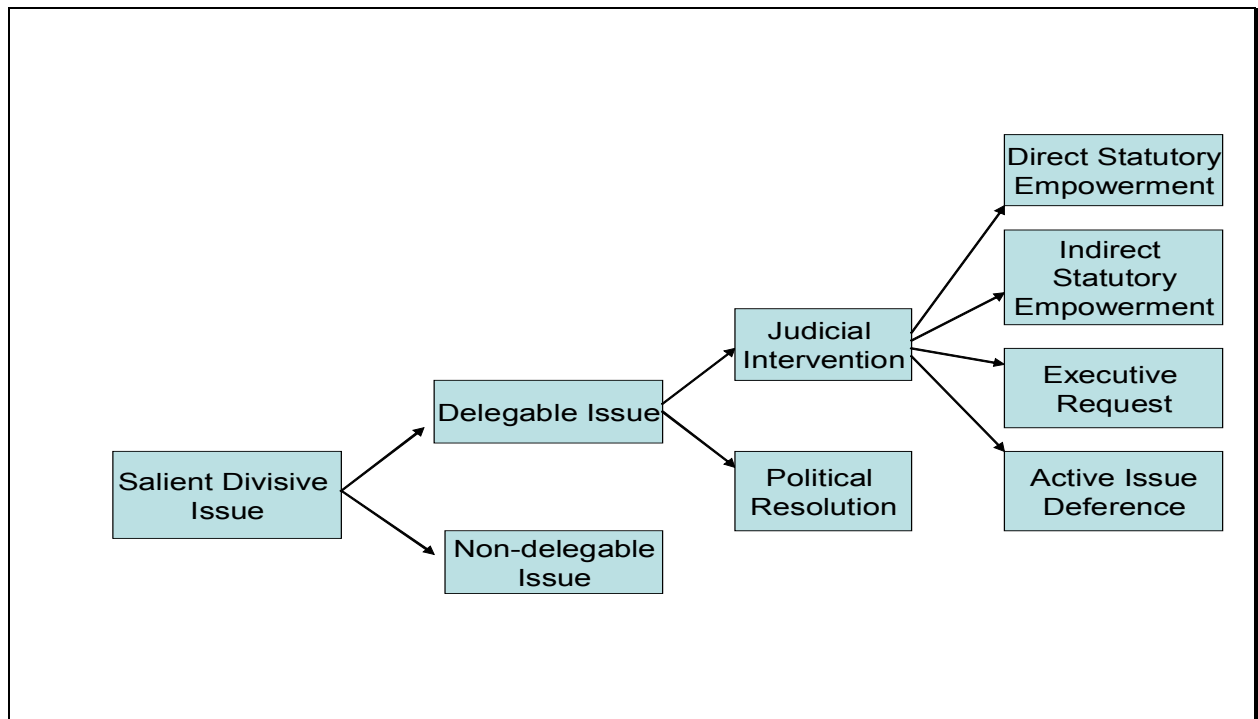 Direct Statutory
Empowerment
Indirect
Statutory
Empowerment
Judicial
Intervention
Executive
Request
Delegable Issue
Salient Divisive
Issue
Political
Resolution
Active Issue
Deference
Non-delegable
Issue